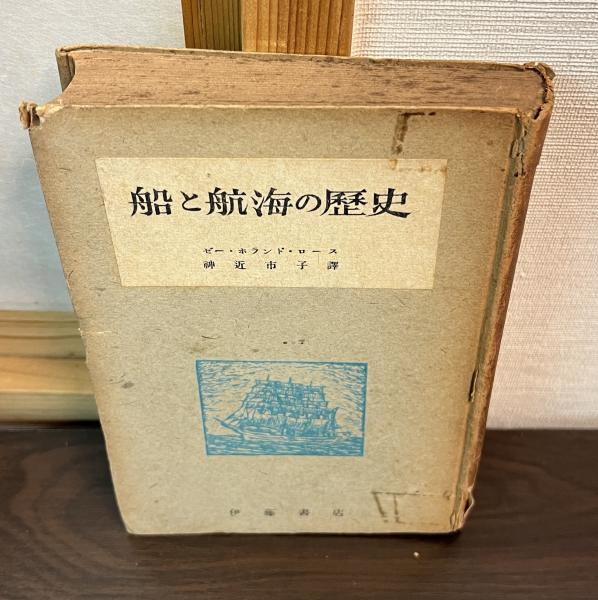 船と航海の歴史
ゼー・ホランド・ロース
神近市子譯
伊藤書店